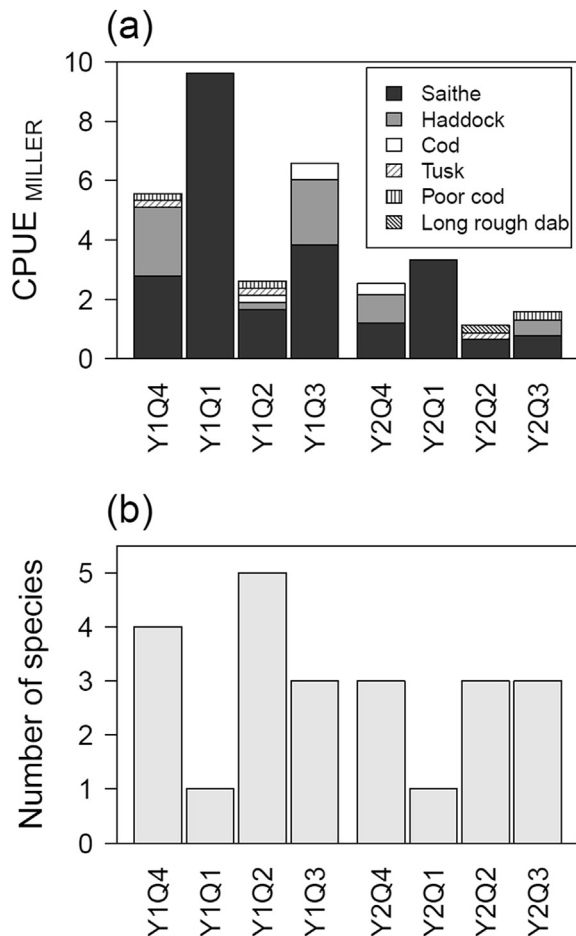 (a)
10
8
6
4
2
0
CPUE MILLER
Saithe
Haddock
Cod
Tusk
Poor cod
Long rough dab
Y1Q4
Y1Q1
Y1Q2
Y1Q3
Y2Q4
Y2Q1
Y2Q2
Y2Q3
(b)
5
4
3
2
1
0
Number of species
Y1Q4
Y1Q1
Y1Q2
Y1Q3
Y2Q4
Y2Q1
Y2Q2
Y2Q3